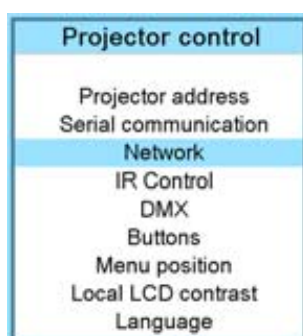 Projector control
Projector address
Serial communication
Network
IR Control
DMX
Buttons
Menu position
Local LCD contrast
Language